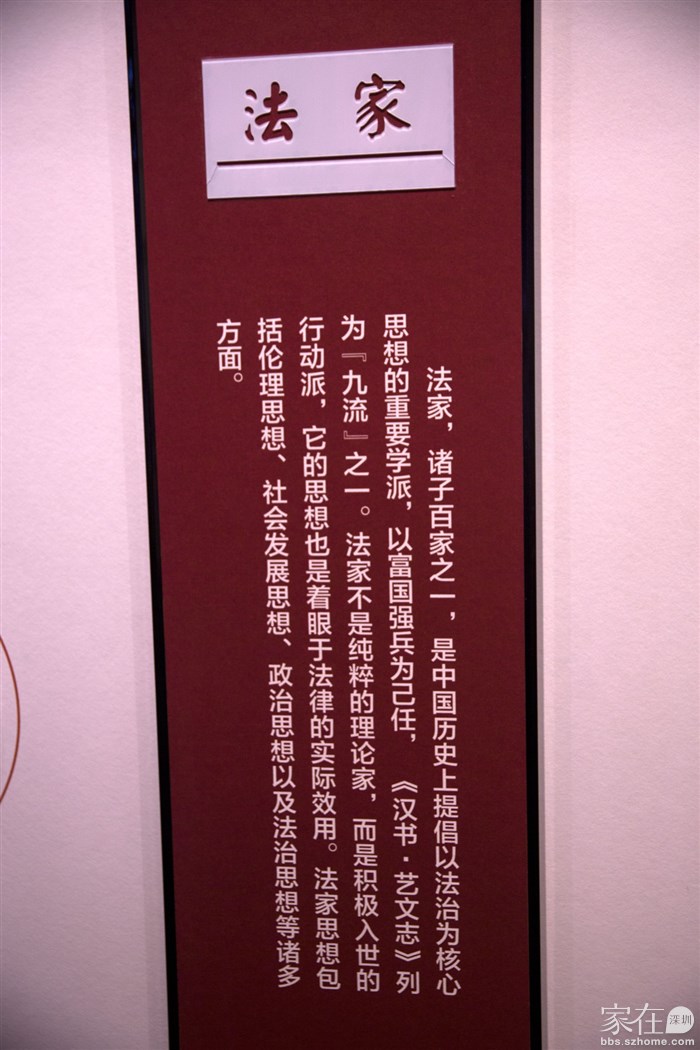 法家
法家，诸子百家之一，是中国历史上提倡以法治为核心
思想的重要学派，以富国强兵为己任，《汉书·艺文志》列
为『九流』之一。法家不是纯粹的理论家，而是积极入世的
行动派，它的思想也是着眼于法律的实际效用。法家思想包
括伦理思想、社会发展思想、政治思想以及法治思想等诸多
方面。
家在深圳
bbs.szhome.com